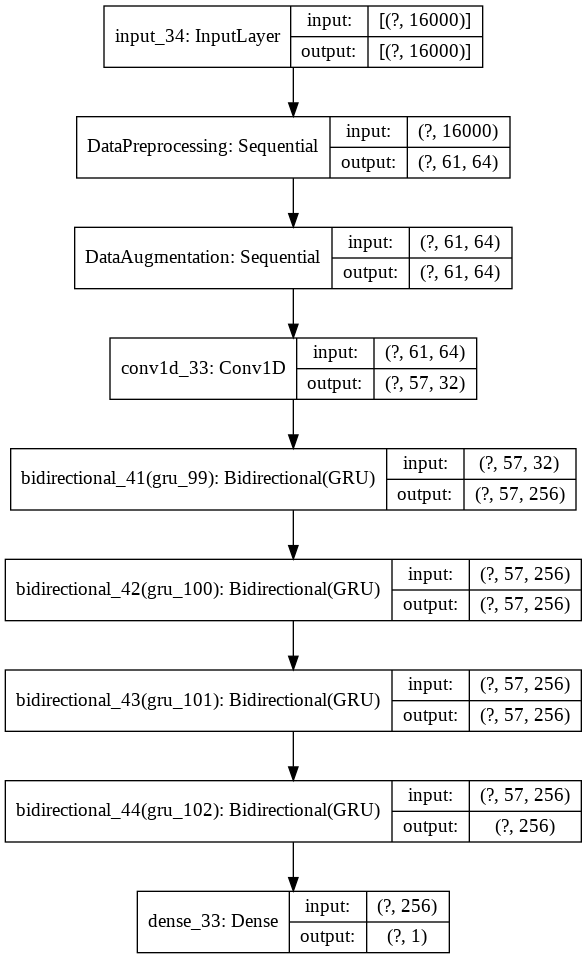 input_34: InputLayer
input: [(?, 16000)]
output: [(?, 16000)]
DataPreprocessing: Sequential
input: (?, 16000)
output: (?, 61, 64)
DataAugmentation: Sequential
input: (?, 61, 64)
output: (?, 61, 64)
conv1d_33: Conv1D
input: (?, 61, 64)
output: (?, 57, 32)
bidirectional_41(gru_99): Bidirectional(GRU)
input: (?, 57, 32)
output: (?, 57, 256)
bidirectional_42(gru_100): Bidirectional(GRU)
input: (?, 57, 256)
output: (?, 57, 256)
bidirectional_43(gru_101): Bidirectional(GRU)
input: (?, 57, 256)
output: (?, 57, 256)
bidirectional_44(gru_102): Bidirectional(GRU)
input: (?, 57, 256)
output: (?, 256)
dense_33: Dense
input: (?, 256)
output: (?, 1)